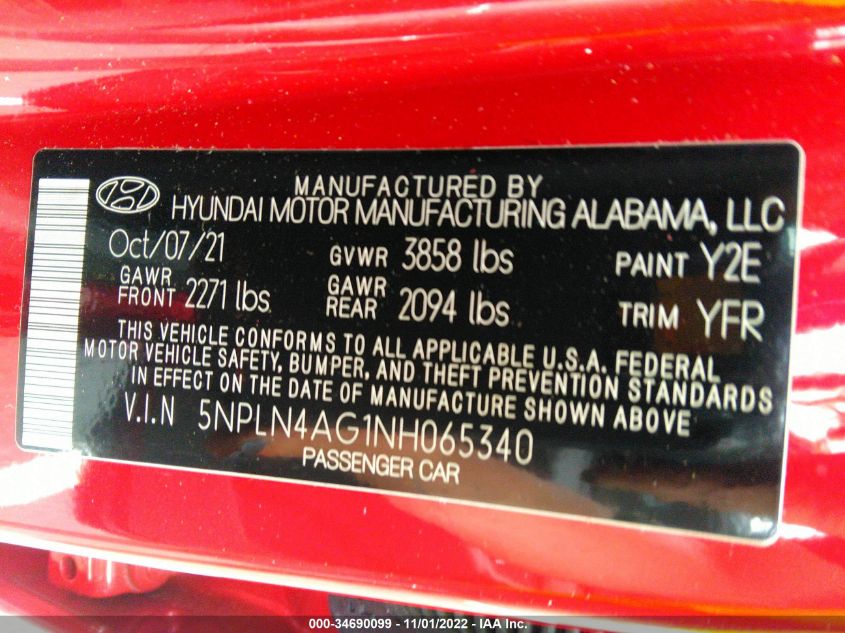 MANUFACTURED BY
HYUNDAI MOTOR MANUFACTURING ALABAMA, LLC
Oct/07/21 GVWR 3858 lbs PAINT Y2E
GAWR FRONT 2271 lbs GAWR REAR 2094 lbs TRIM YFR
THIS VEHICLE CONFORMS TO ALL APPLICABLE U.S.A. FEDERAL
MOTOR VEHICLE SAFETY, BUMPER, AND THEFT PREVENTION STANDARDS
IN EFFECT ON THE DATE OF MANUFACTURE SHOWN ABOVE
V.I.N 5NPLN4AG1NH065340
PASSENGER CAR
000-34690099 - 11/01/2022 - IAA Inc.